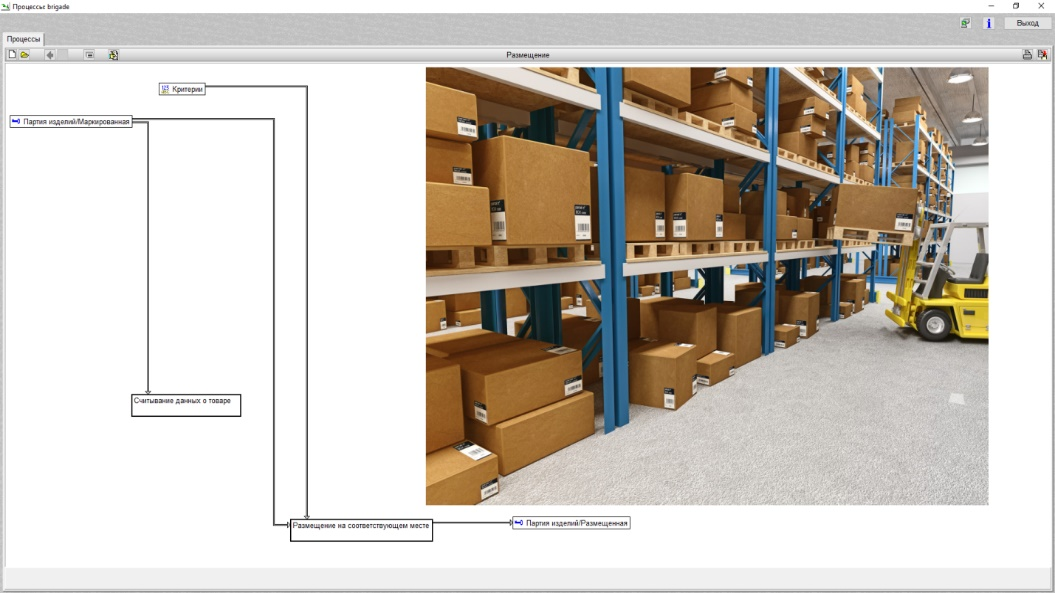 Процессы: brigade
Выход
Процессы
Размещение
Критерии
Партия изделий/Маркированная
Считывание данных о товаре
Размещение на соответствующем месте
Партия изделий/Размещенная